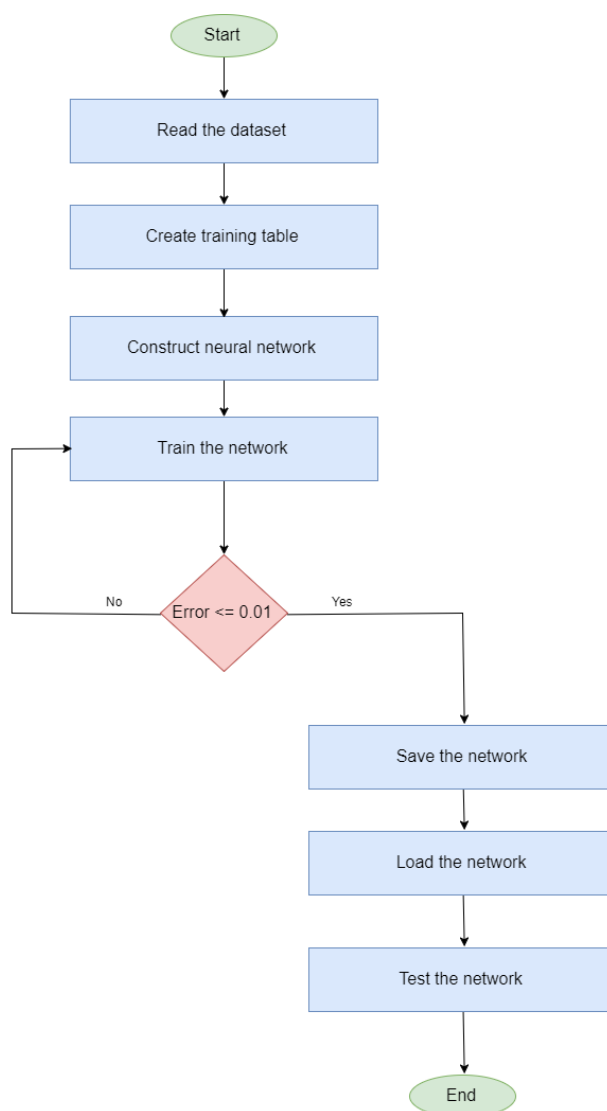 Start
Read the dataset
Create training table
Construct neural network
Train the network
No
Error <= 0.01
Yes
Save the network
Load the network
Test the network
End